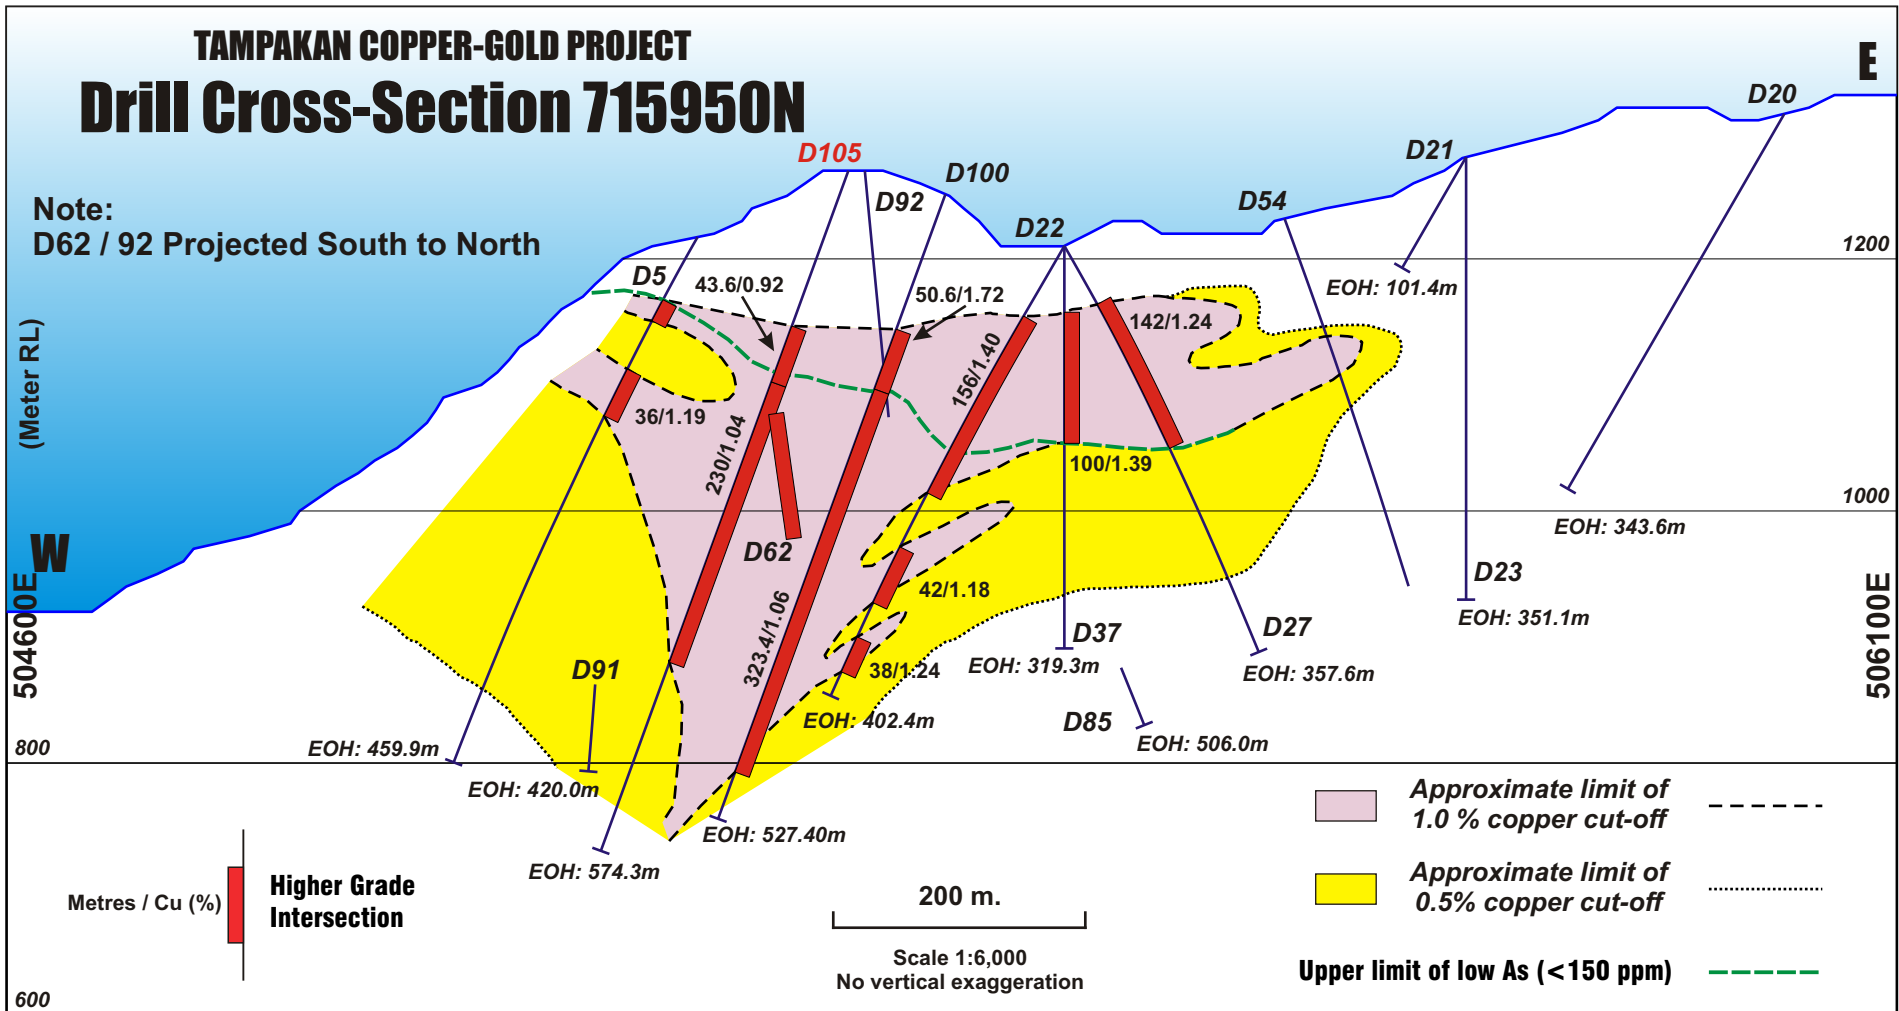 TAMPAKAN COPPER-GOLD PROJECT
Drill Cross-Section 715950N
E
D20
D105
D21
D100
Note:
D62 / 92 Projected South to North
D92
D54
D22
1200
D5
43.6/0.92
50.6/1.72
EOH: 101.4m
142/1.24
(Meter RL)
156/1.40
36/1.19
230/1.04
100/1.39
1000
EOH: 343.6m
W
D62
504600E
323.4/1.06
42/1.18
D23
EOH: 351.1m
506100E
D37
D27
D91
EOH: 319.3m
38/1.24
EOH: 357.6m
EOH: 402.4m
D85
800
EOH: 459.9m
EOH: 506.0m
EOH: 420.0m
EOH: 527.40m
EOH: 574.3m
Approximate limit of
1.0 % copper cut-off
Approximate limit of
0.5% copper cut-off
Upper limit of low As (<150 ppm)
Metres / Cu (%)
Higher Grade
Intersection
200 m.
Scale 1:6,000
No vertical exaggeration
600